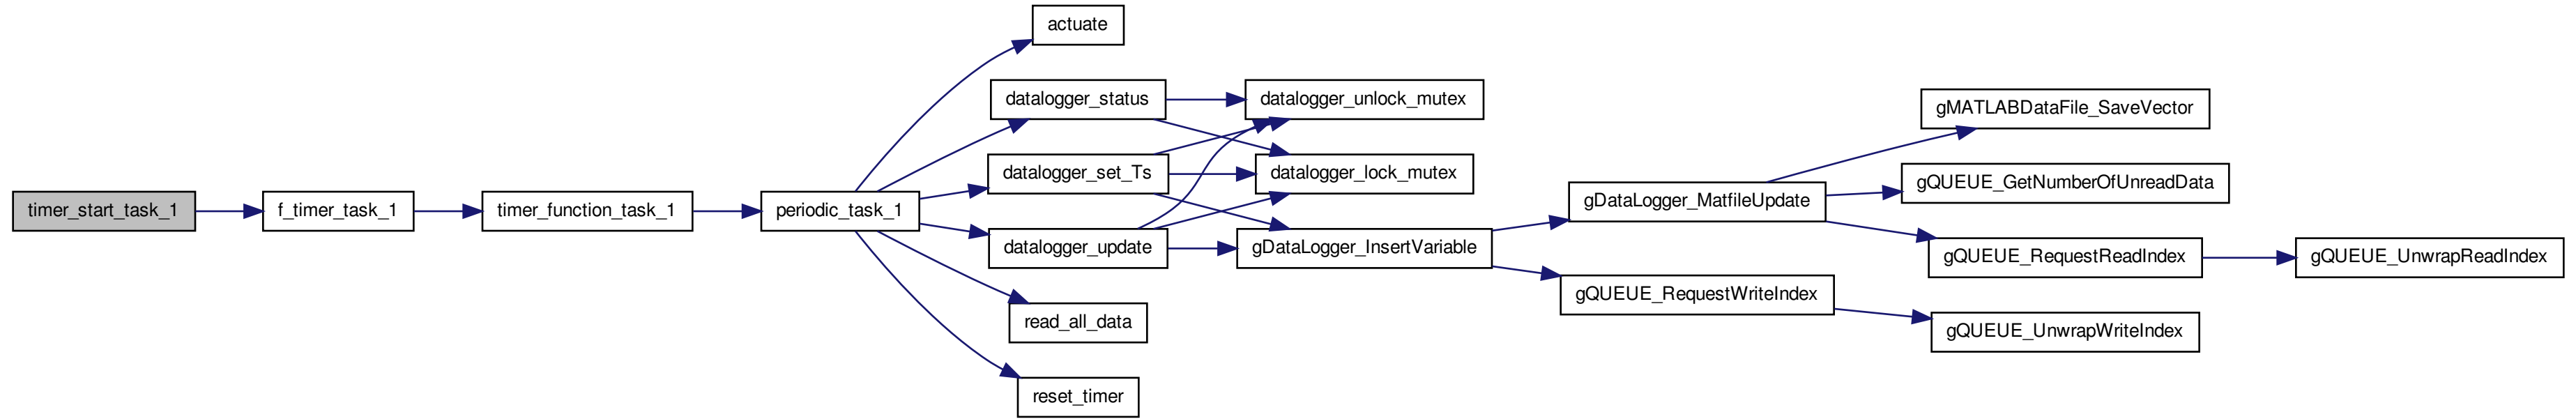 timer_start_task_1
f_timer_task_1
timer_function_task_1
periodic_task_1
actuate
datalogger_status
datalogger_set_Ts
datalogger_update
read_all_data
reset_timer
datalogger_unlock_mutex
datalogger_lock_mutex
gDataLogger_InsertVariable
gDataLogger_MatfileUpdate
gQUEUE_RequestWriteIndex
gMATLABDataFile_SaveVector
gQUEUE_GetNumberOfUnreadData
gQUEUE_RequestReadIndex
gQUEUE_UnwrapWriteIndex
gQUEUE_UnwrapReadIndex